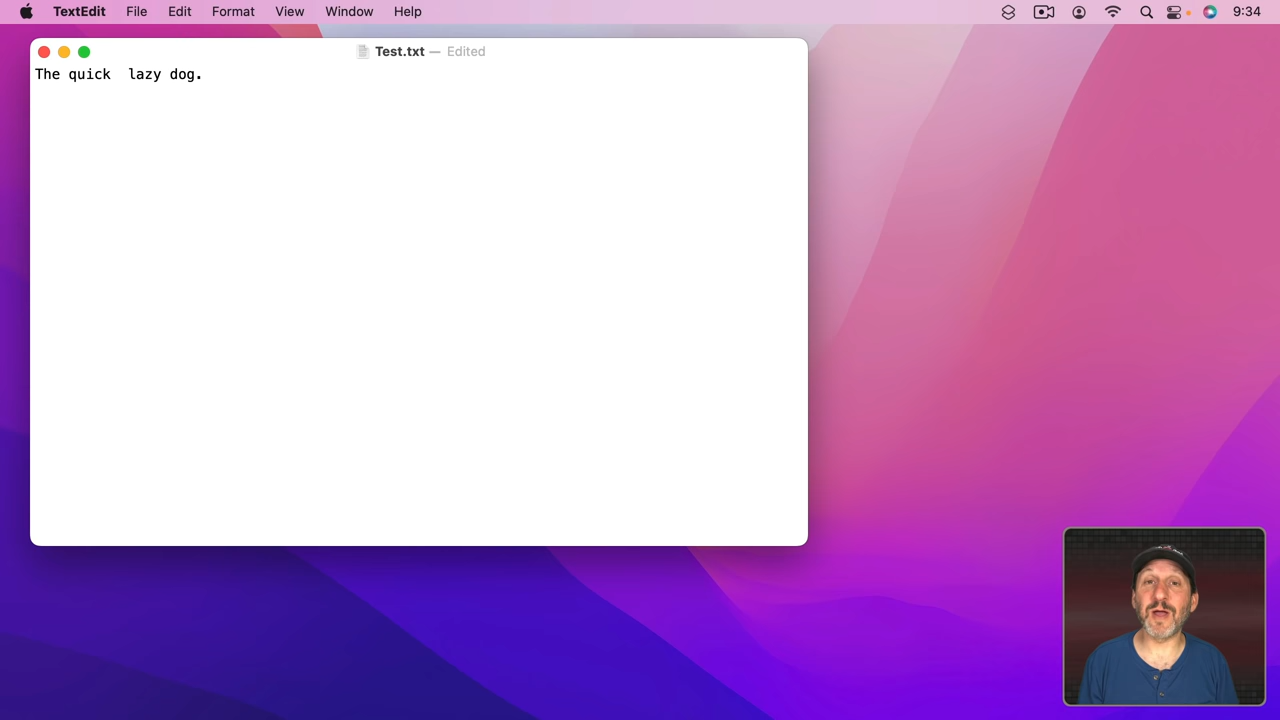 TextEdit File Edit Format View Window Help 9:34
Test.txt — Edited
The quick  lazy dog.